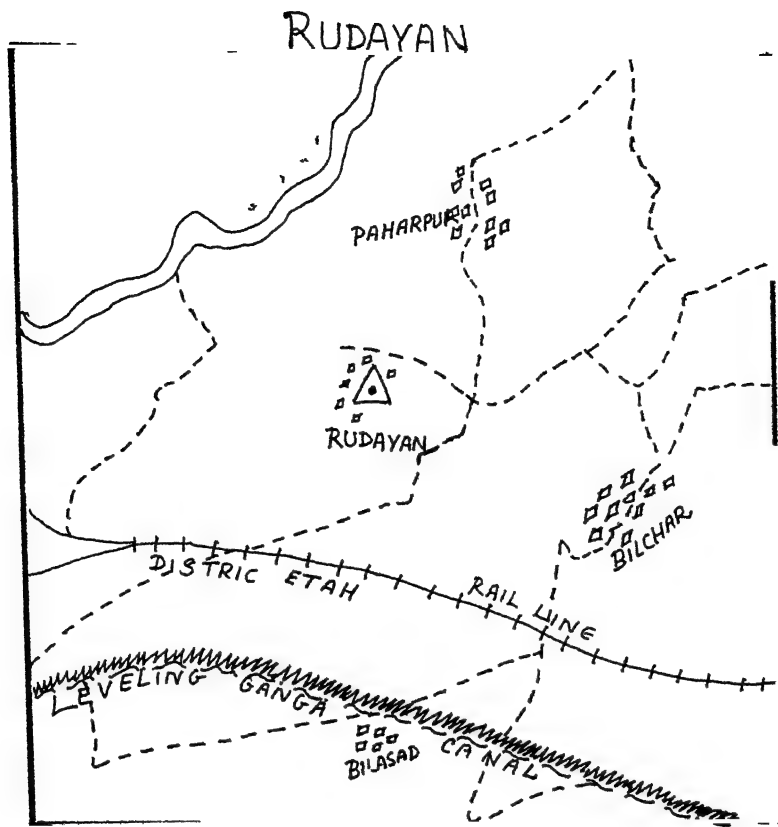 RUDAYAN
PAHARPUR
RUDAYAN
BILCHAR
DISTRIC ETAH RAIL LINE
LEVELING GANGA CANAL
BILASAD